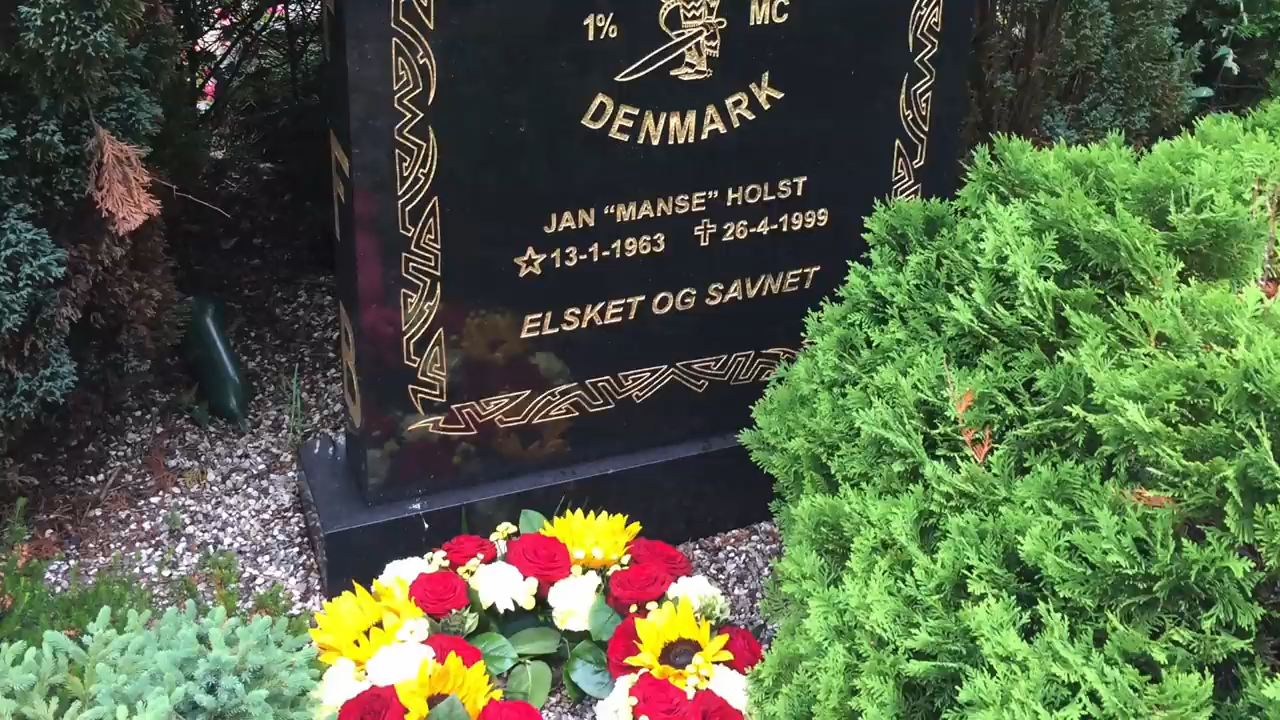 1% MC
DENMARK
JAN “MANSE” HOLST
13-1-1963 26-4-1999
ELSKET OG SAVNET